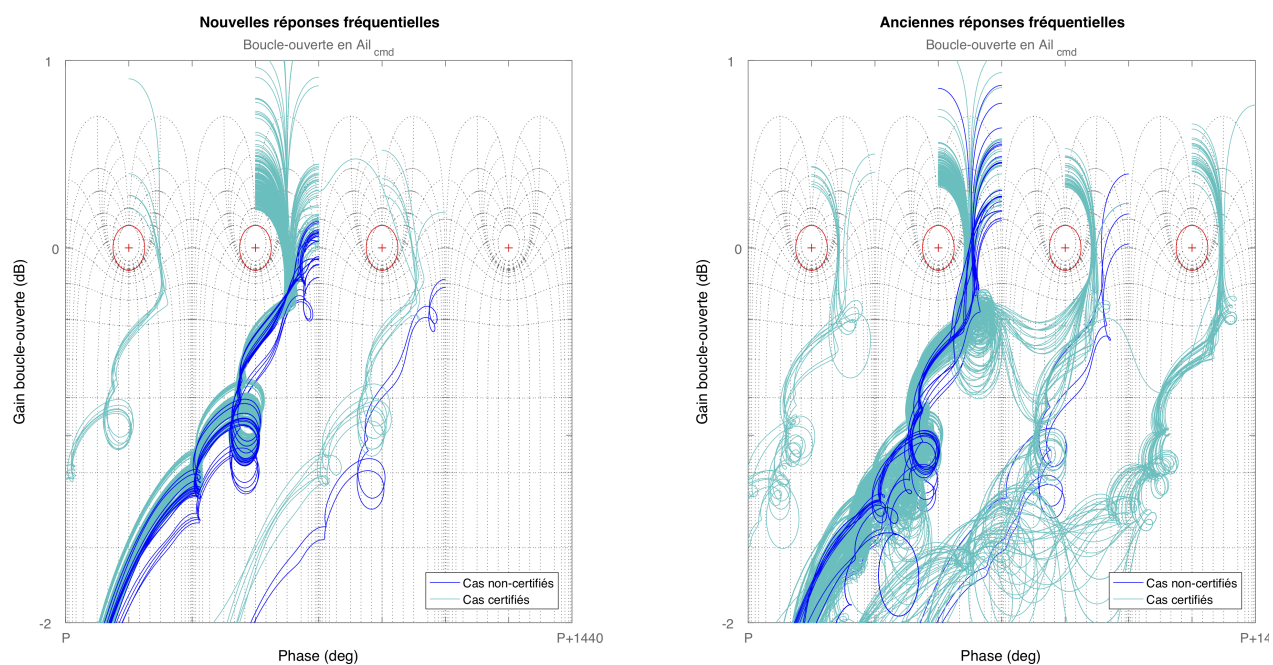 Nouvelles réponses fréquentielles
Boucle-ouverte en Ail cmd
1
0
-2
Gain boucle-ouverte (dB)
P
P+1440
Phase (deg)
Cas non-certifiés
Cas certifiés
Anciennes réponses fréquentielles
Boucle-ouverte en Ail cmd
1
0
-2
Gain boucle-ouverte (dB)
P
P+14
Phase (deg)
Cas non-certifiés
Cas certifiés